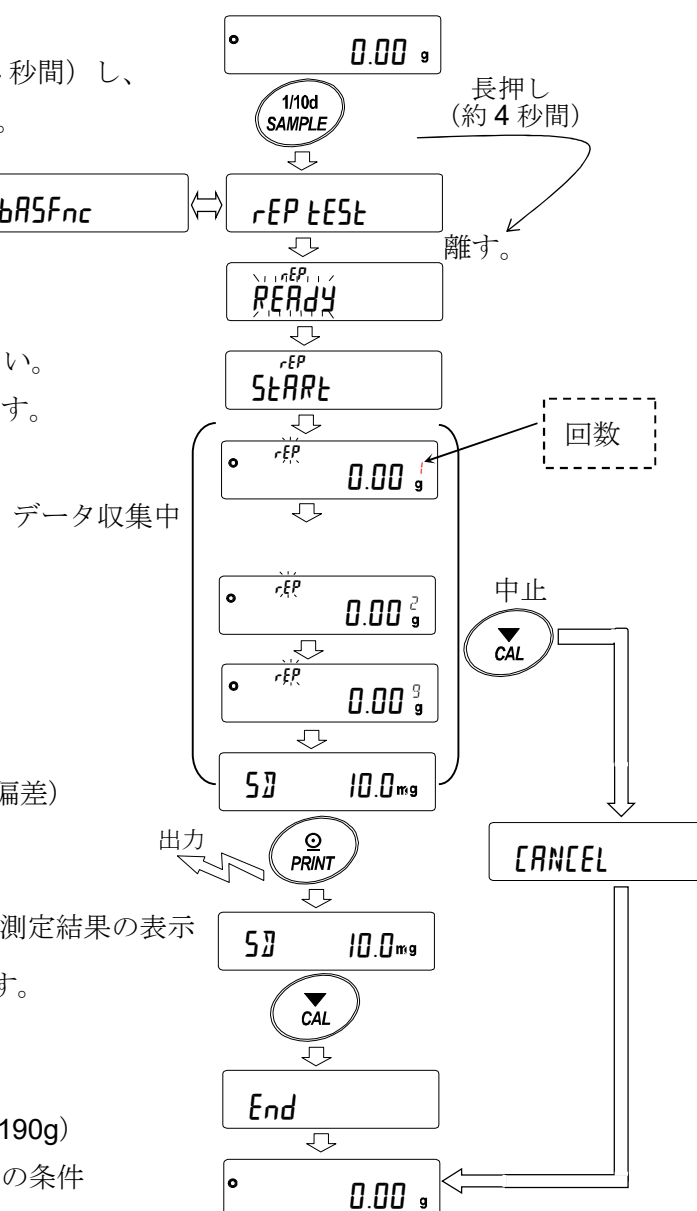 0.00 g
秒間）し、
1/10d
SAMPLE
長押し
（約 4 秒間）
。
bASFnc
rEP tESt
離す。
rEP
REAdy
い。
rEP
StARt
す。
回数
rEP
0.00 g 1
データ収集中
rEP
0.00 g 2
中止
CAL
rEP
0.00 g 9
偏差）
SD 10.0mg
出力
PRINT
CANCEL
測定結果の表示
SD 10.0mg
す。
CAL
End
190g）
の条件
0.00 g